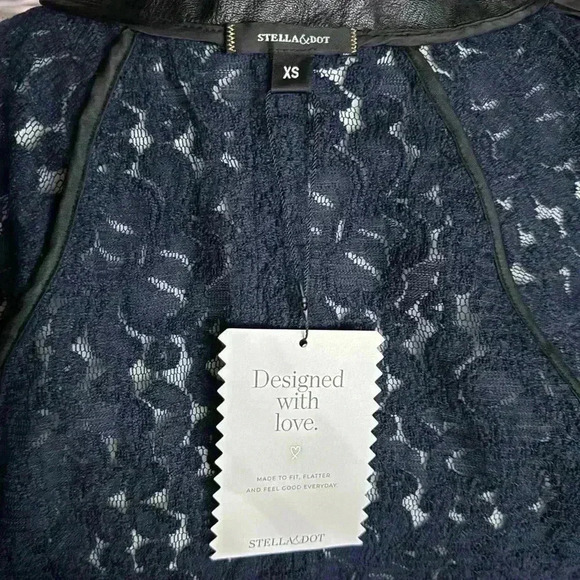 STELLA&DOT
XS
Designed
with
love.
MADE TO FIT, FLATTER
AND FEEL GOOD EVERYDAY.
STELLA&DOT